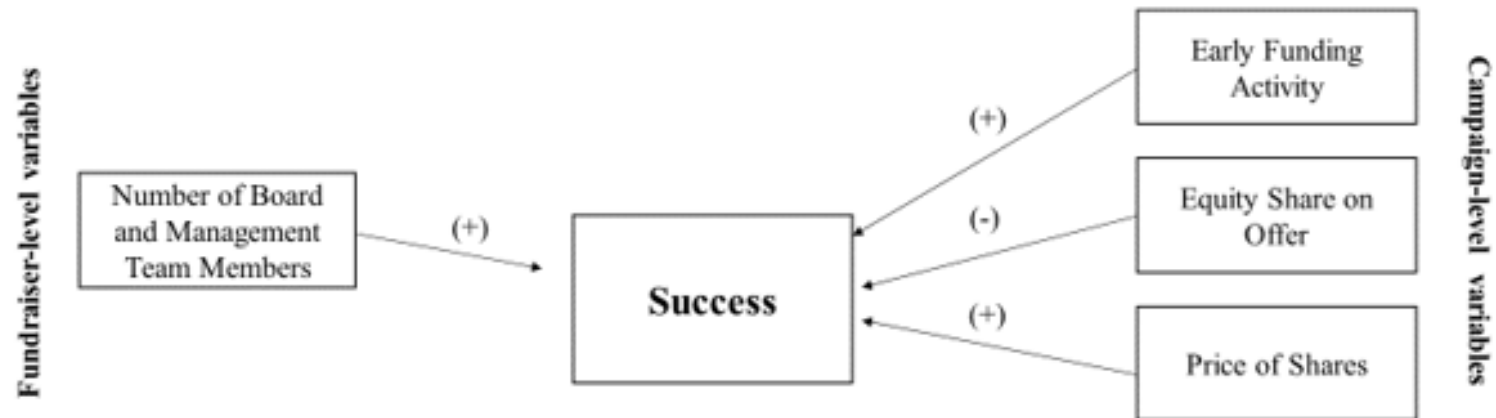 Fundraiser-level variables
Number of Board
and Management
Team Members
(+)
Success
(+)
(-)
(+)
Early Funding
Activity
Equity Share on
Offer
Price of Shares
Campaign-level variables